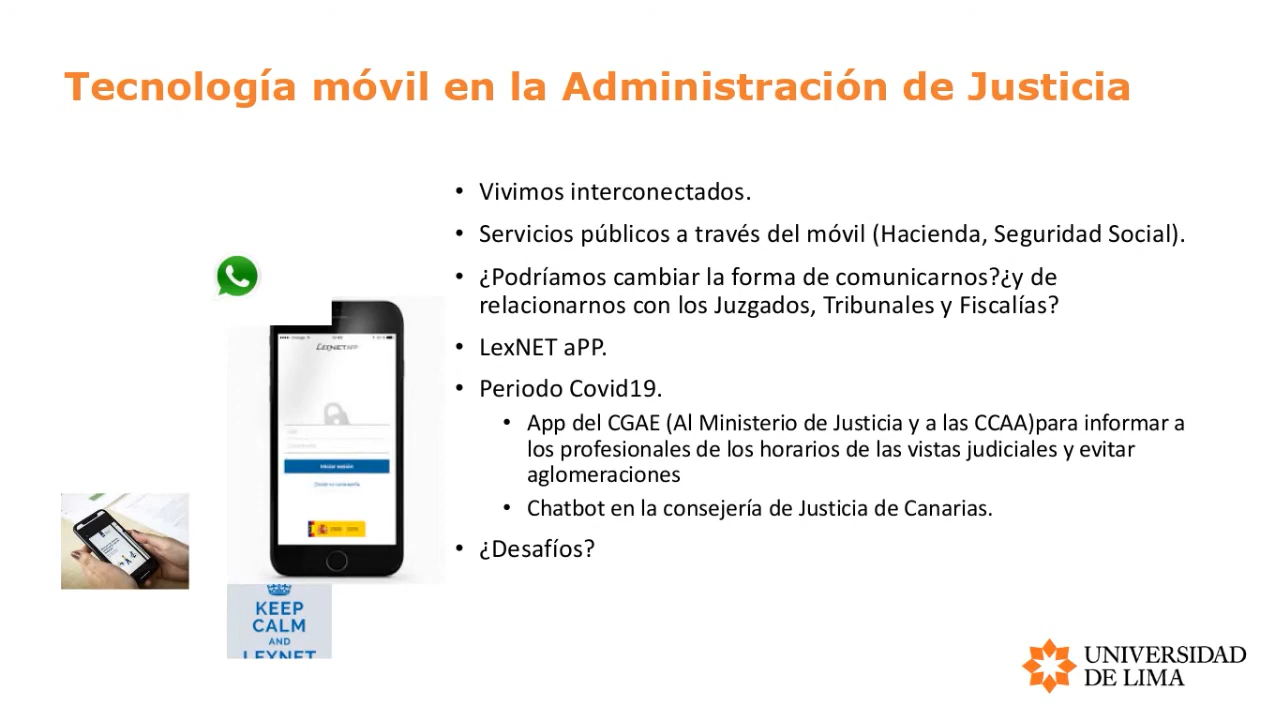 Tecnología móvil en la Administración de Justicia
• Vivimos interconectados.
• Servicios públicos a través del móvil (Hacienda, Seguridad Social).
• ¿Podríamos cambiar la forma de comunicarnos?¿y de
relacionarnos con los Juzgados, Tribunales y Fiscalías?
• LexNET aPP.
• Periodo Covid19.
• App del CGAE (Al Ministerio de Justicia y a las CCAA)para informar a
los profesionales de los horarios de las vistas judiciales y evitar
aglomeraciones
• Chatbot en la consejería de Justicia de Canarias.
• ¿Desafíos?
LEXNET APP
Iniciar sesión
KEEP
CALM
AND
LEXNET
UNIVERSIDAD
DE LIMA